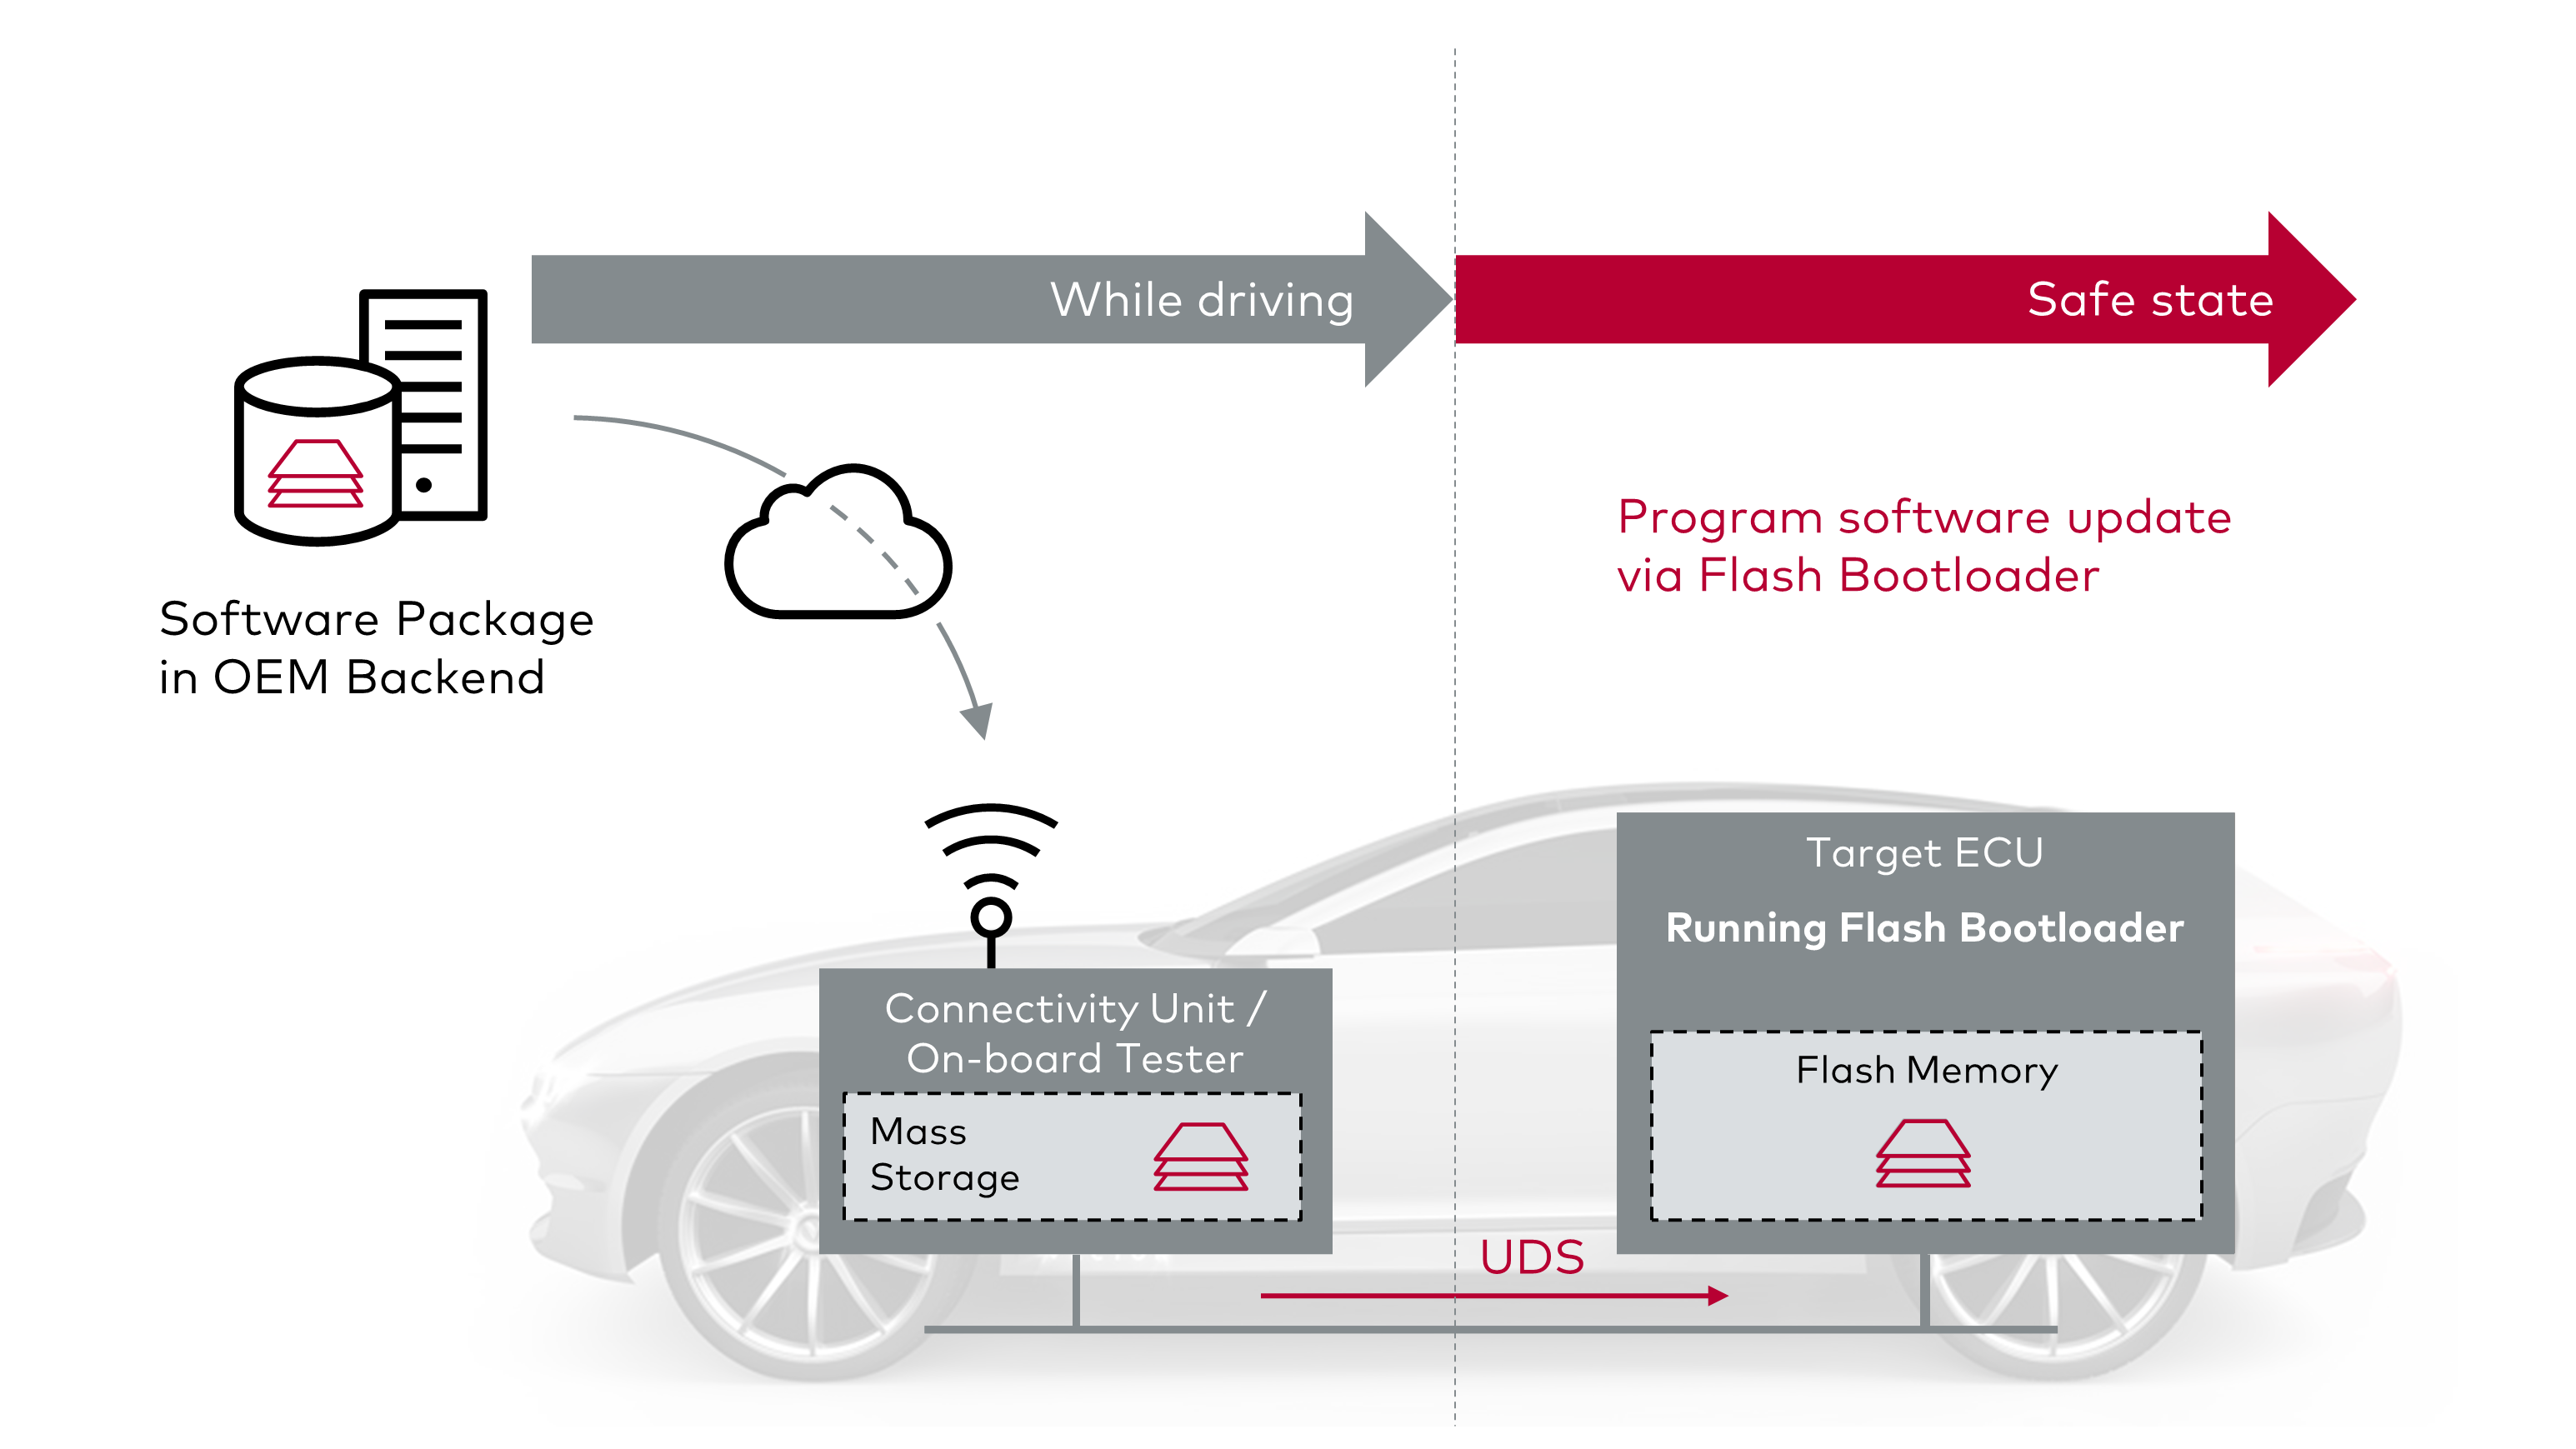 While driving
Safe state
Software Package
in OEM Backend
Program software update
via Flash Bootloader
Connectivity Unit /
On-board Tester
Mass
Storage
Target ECU
Running Flash Bootloader
Flash Memory
UDS